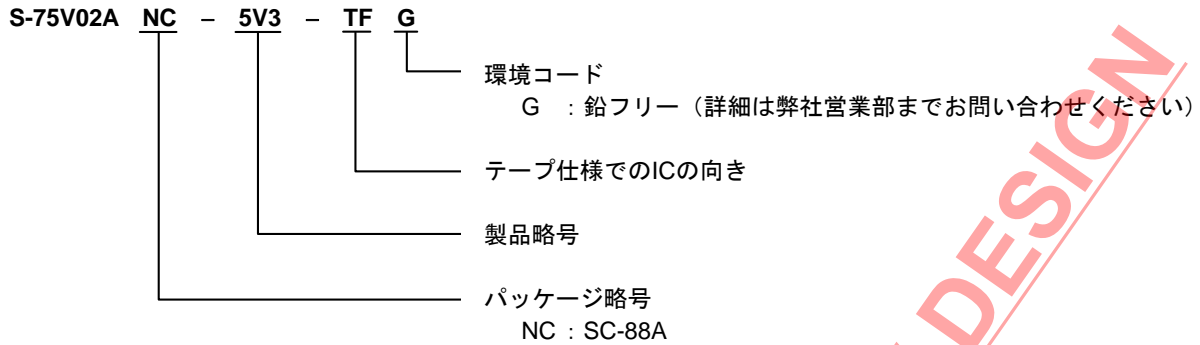 S-75V02A NC – 5V3 – TF G
環境コード
G ：鉛フリー（詳細は弊社営業部までお問い合わせください）
テープ仕様でのICの向き
製品略号
パッケージ略号
NC：SC-88A
DESIGN